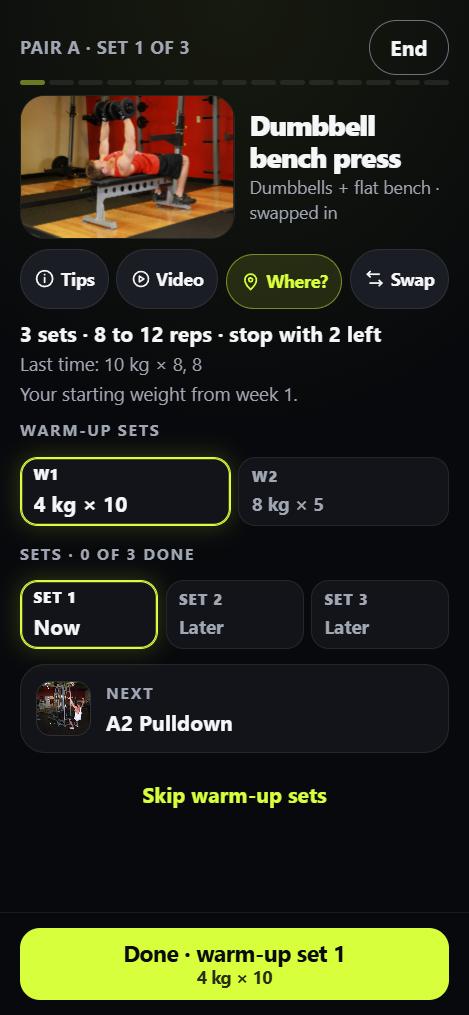 PAIR A · SET 1 OF 3
End
Dumbbell
bench press
Dumbbells + flat bench ·
swapped in
Tips
Video
Where?
Swap
3 sets · 8 to 12 reps · stop with 2 left
Last time: 10 kg × 8, 8
Your starting weight from week 1.
WARM-UP SETS
W1
4 kg × 10
W2
8 kg × 5
SETS · 0 OF 3 DONE
SET 1
Now
SET 2
Later
SET 3
Later
NEXT
A2 Pulldown
Skip warm-up sets
Done · warm-up set 1
4 kg × 10